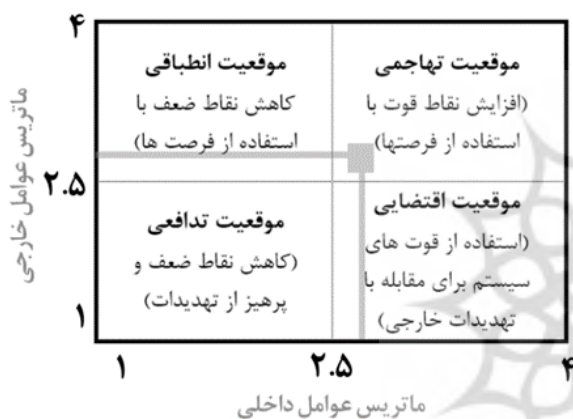 ۴
موقعیت تهاجمی
(افزایش نقاط قوت با
استفاده از فرصتها)
موقعیت انطباقی
کاهش نقاط ضعف با
استفاده از فرصت ها)
ماتریس عوامل خارجی
۲.۵
موقعیت اقتضایی
(استفاده از قوت های
سیستم برای مقابله با
تهدیدات خارجی)
موقعیت تدافعی
(کاهش نقاط ضعف و
پرهیز از تهدیدات)
۱
۱
۲.۵
۴
ماتریس عوامل داخلی